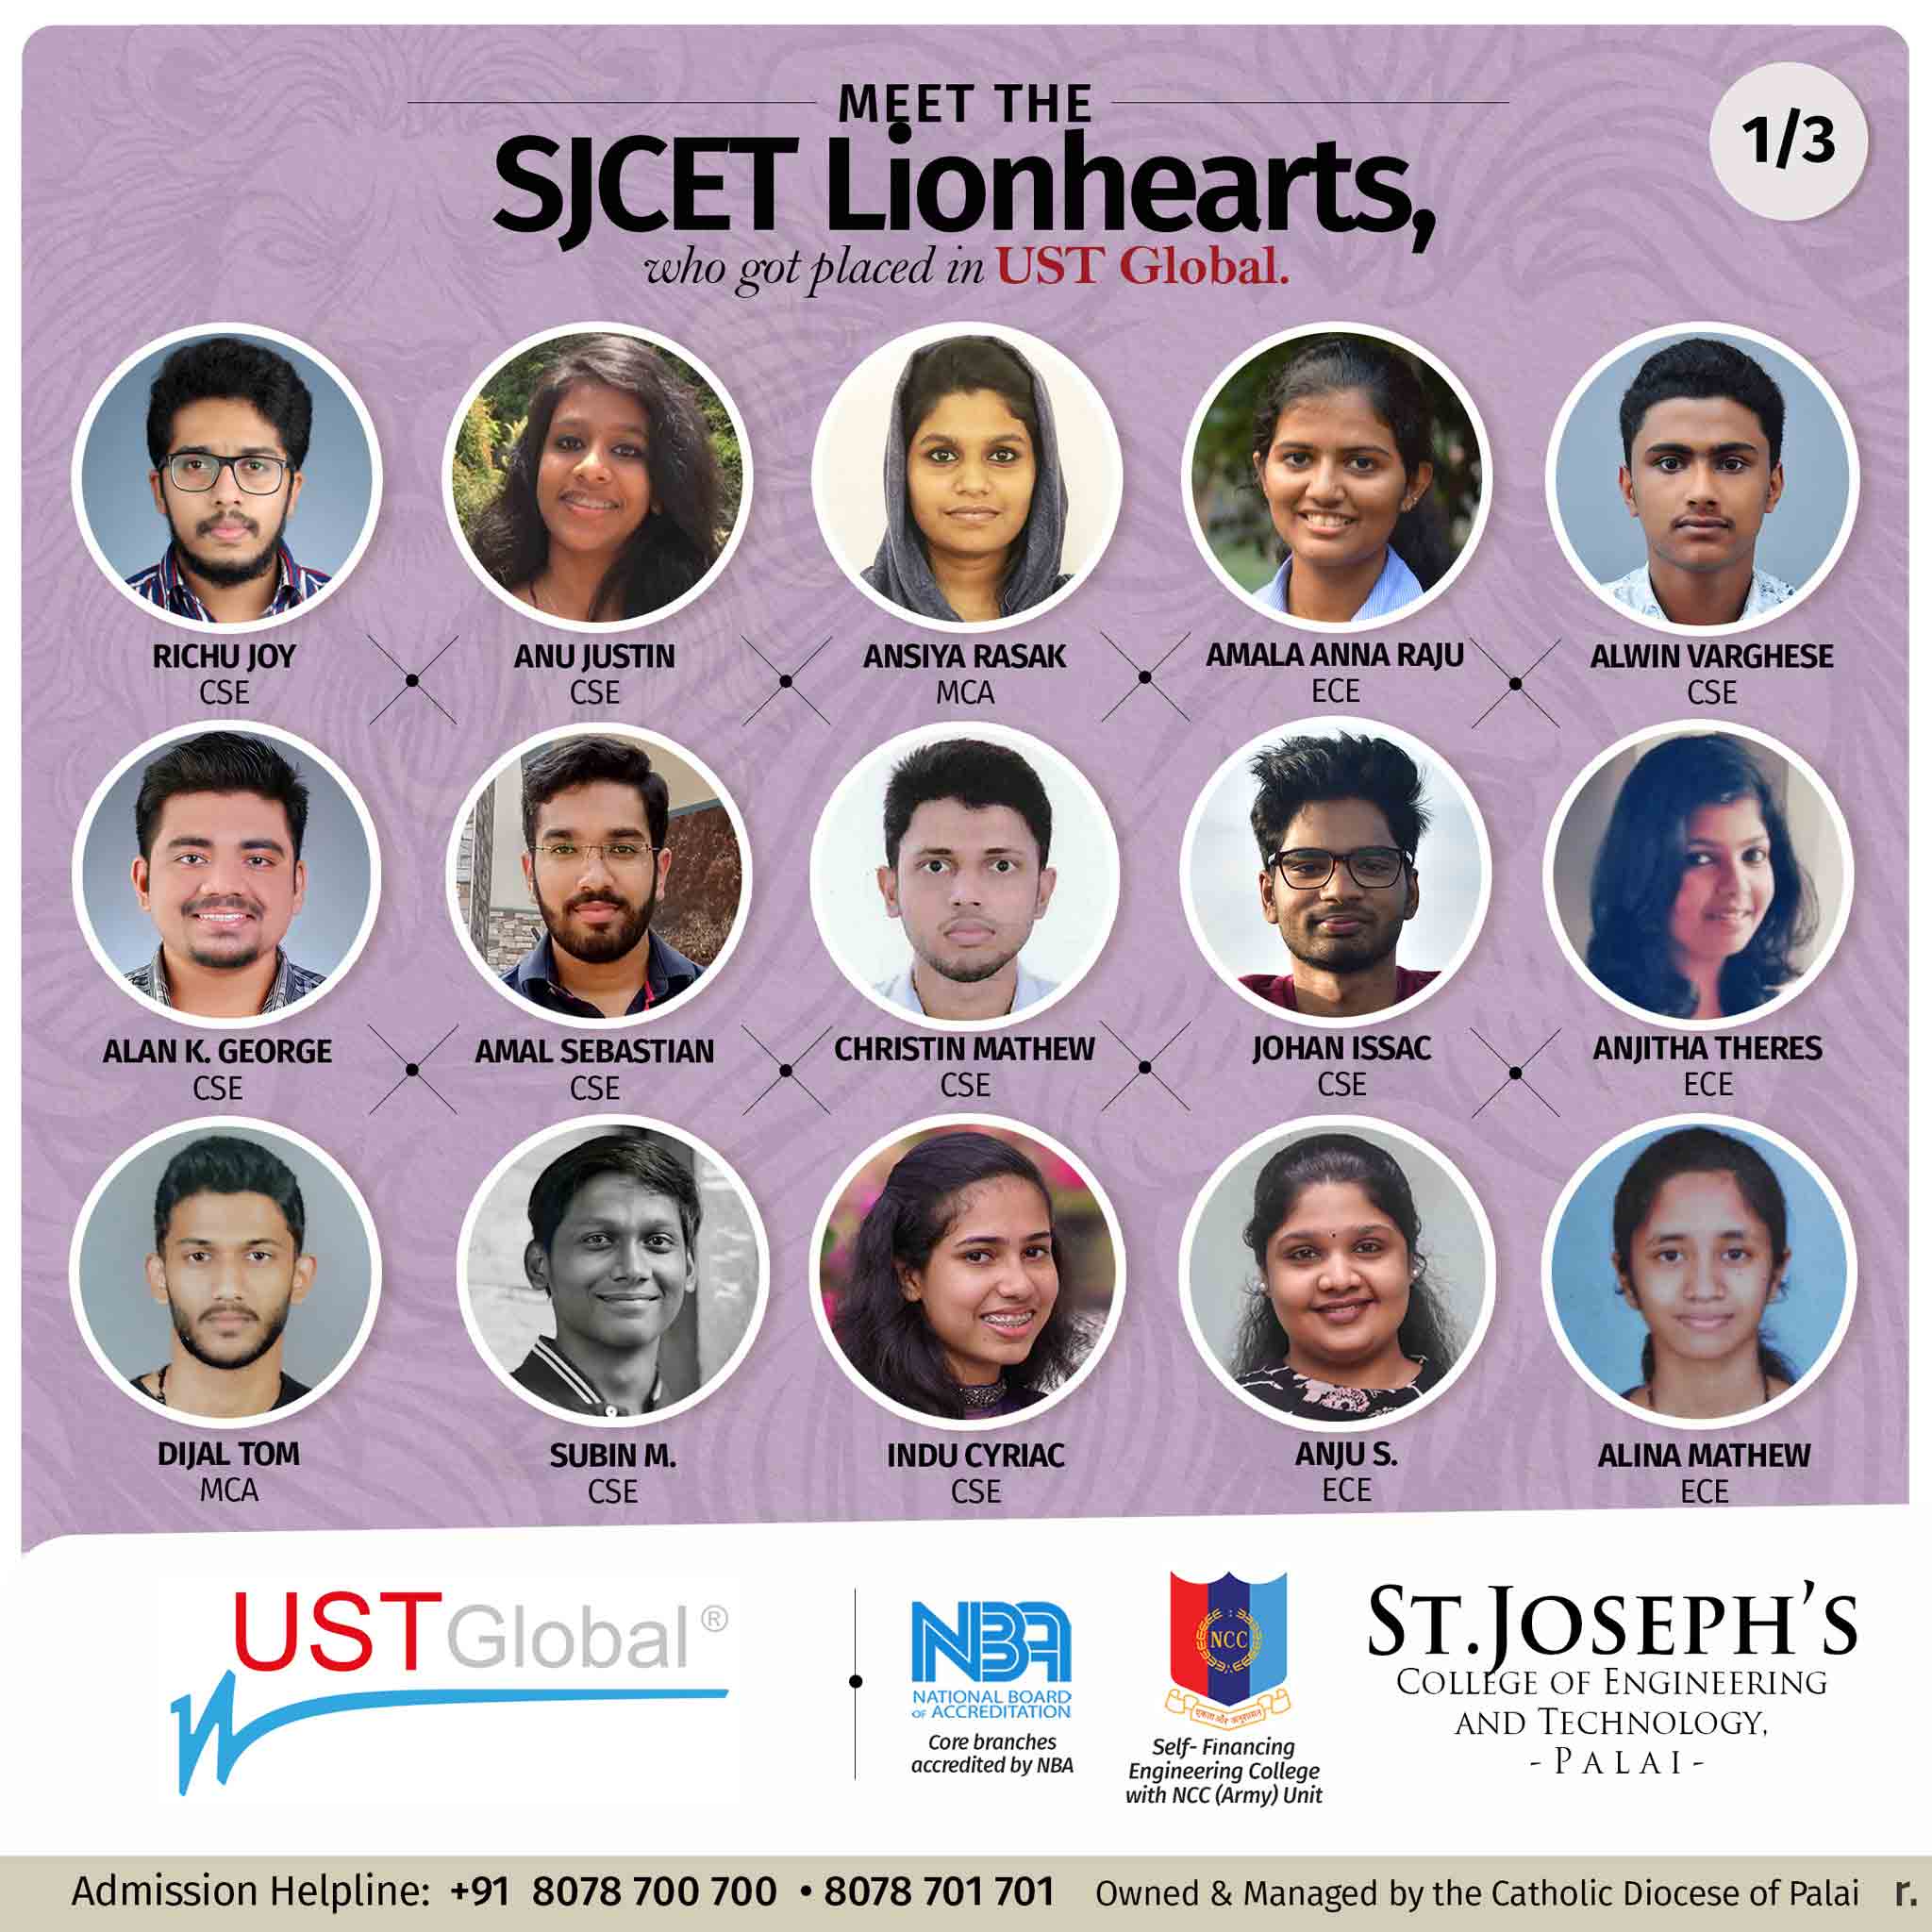 MEET THE
1/3
SJCET Lionhearts,
who got placed in UST Global.
RICHU JOY
CSE
ANU JUSTIN
CSE
ANSIYA RASAK
MCA
AMALA ANNA RAJU
ECE
ALWIN VARGHESE
CSE
ALAN K. GEORGE
CSE
AMAL SEBASTIAN
CSE
CHRISTIN MATHEW
CSE
JOHAN ISSAC
CSE
ANJITHA THERES
ECE
DIJAL TOM
MCA
SUBIN M.
CSE
INDU CYRIAC
CSE
ANJU S.
ECE
ALINA MATHEW
ECE
USTGlobal®
NBA
NATIONAL BOARD
OF ACCREDITATION
Core branches
accredited by NBA
NCC
एकता और अनुशासन
Self- Financing
Engineering College
with NCC (Army) Unit
ST.JOSEPH'S
COLLEGE OF ENGINEERING
AND TECHNOLOGY,
- PALAI -
Admission Helpline: +91 8078 700 700 • 8078 701 701 Owned & Managed by the Catholic Diocese of Palai r.